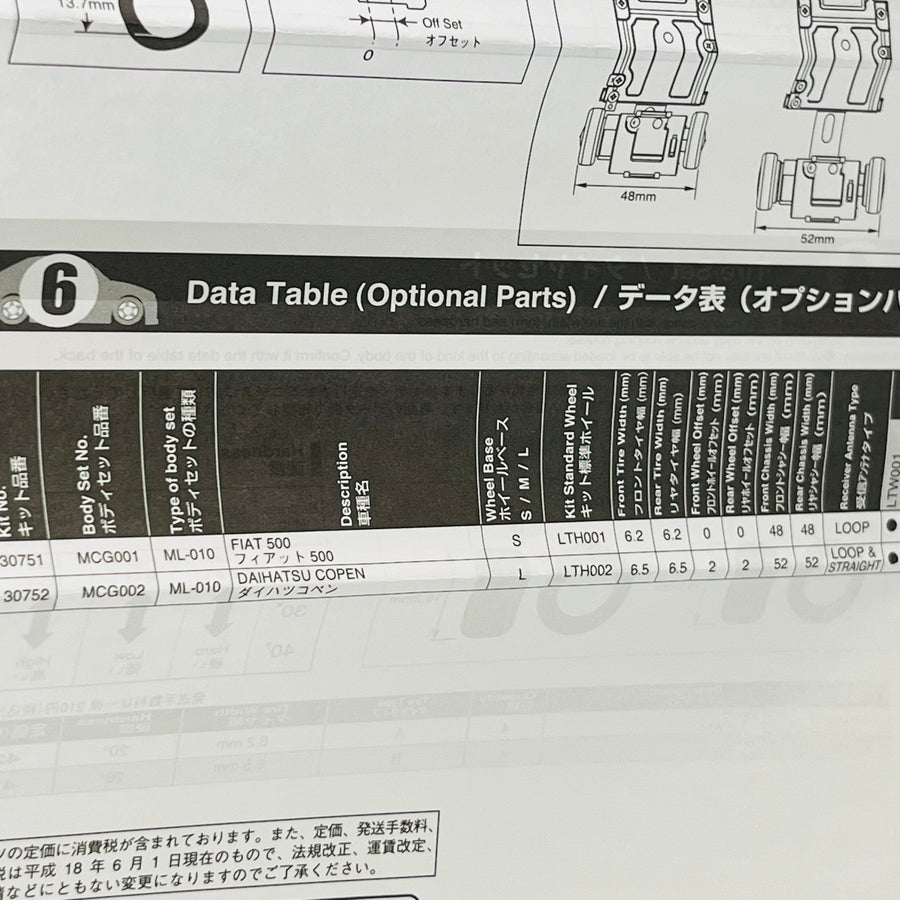 13.7mm
Off Set
オフセット
0
48mm
52mm
6
Data Table (Optional Parts) / データ表 (オプションパ
Kit No.
キット品番
Body Set No.
ボディセット品番
Type of body set
ボディセットの種類
Description
車種名
Wheel Base
ホイールベース
S / M / L
Kit Standard Wheel
キット標準ホイール
Front Tire Width (mm)
フロントタイヤ幅 (mm)
Rear Tire Width (mm)
リヤタイヤ幅 (mm)
Front Wheel Offset (mm)
フロントホイールオフセット (mm)
Rear Wheel Offset (mm)
リヤホイールオフセット (mm)
Front Chassis Width (mm)
フロントシャシー幅 (mm)
Rear Chassis Width (mm)
リヤシャシー幅 (mm)
Receiver Antenna Type
受信アンテナタイプ
LTW001
30751 MCG001 ML-010 FIAT 500 フィアット 500 S LTH001 6.2 6.2 0 0 48 48 LOOP ●
30752 MCG002 ML-010 DAIHATSU COPEN ダイハツコペン L LTH002 6.5 6.5 2 2 52 52 LOOP & STRAIGHT ●
ツの定価に消費税が含まれております。また、定価、発送手数料、
税は平成 18 年 6 月 1 日現在のもので、法規改正、運賃改定、
情などにともない変更になりますのでご了承ください。